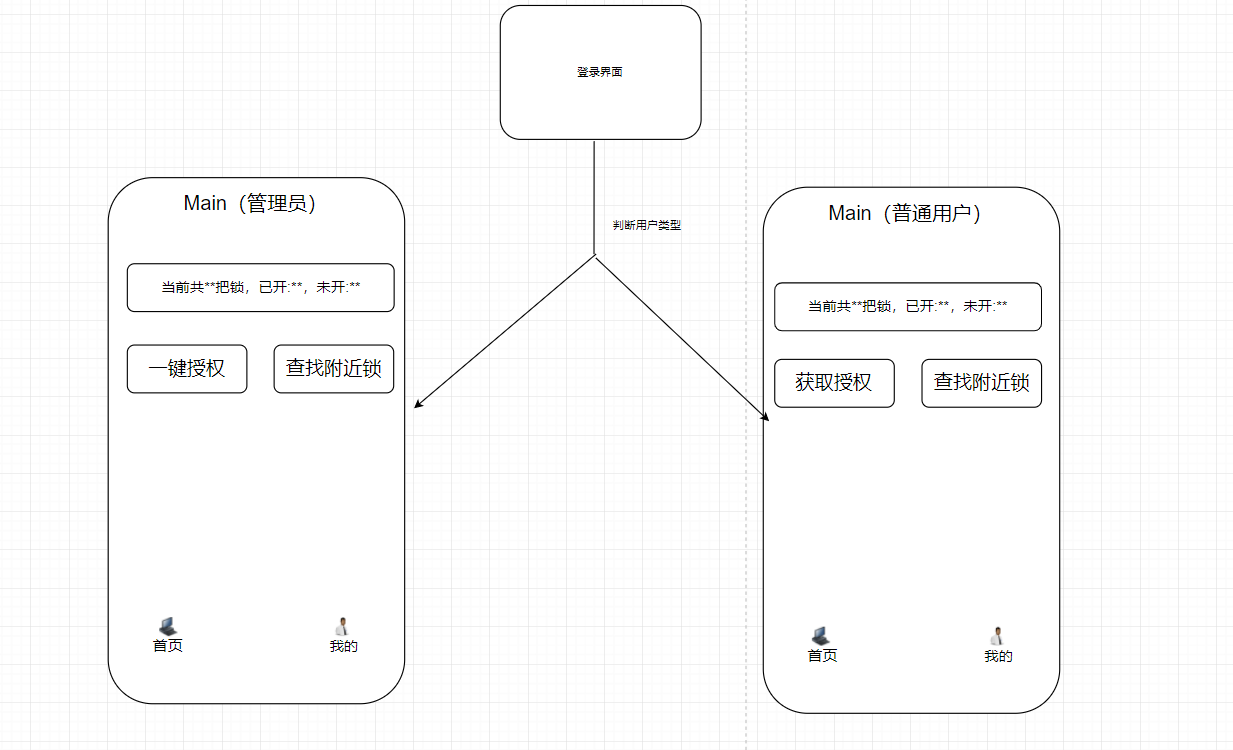 登录界面
判断用户类型
Main（管理员）
当前共**把锁，已开:**，未开:**
一键授权
查找附近锁
首页
我的
Main（普通用户）
当前共**把锁，已开:**，未开:**
获取授权
查找附近锁
首页
我的